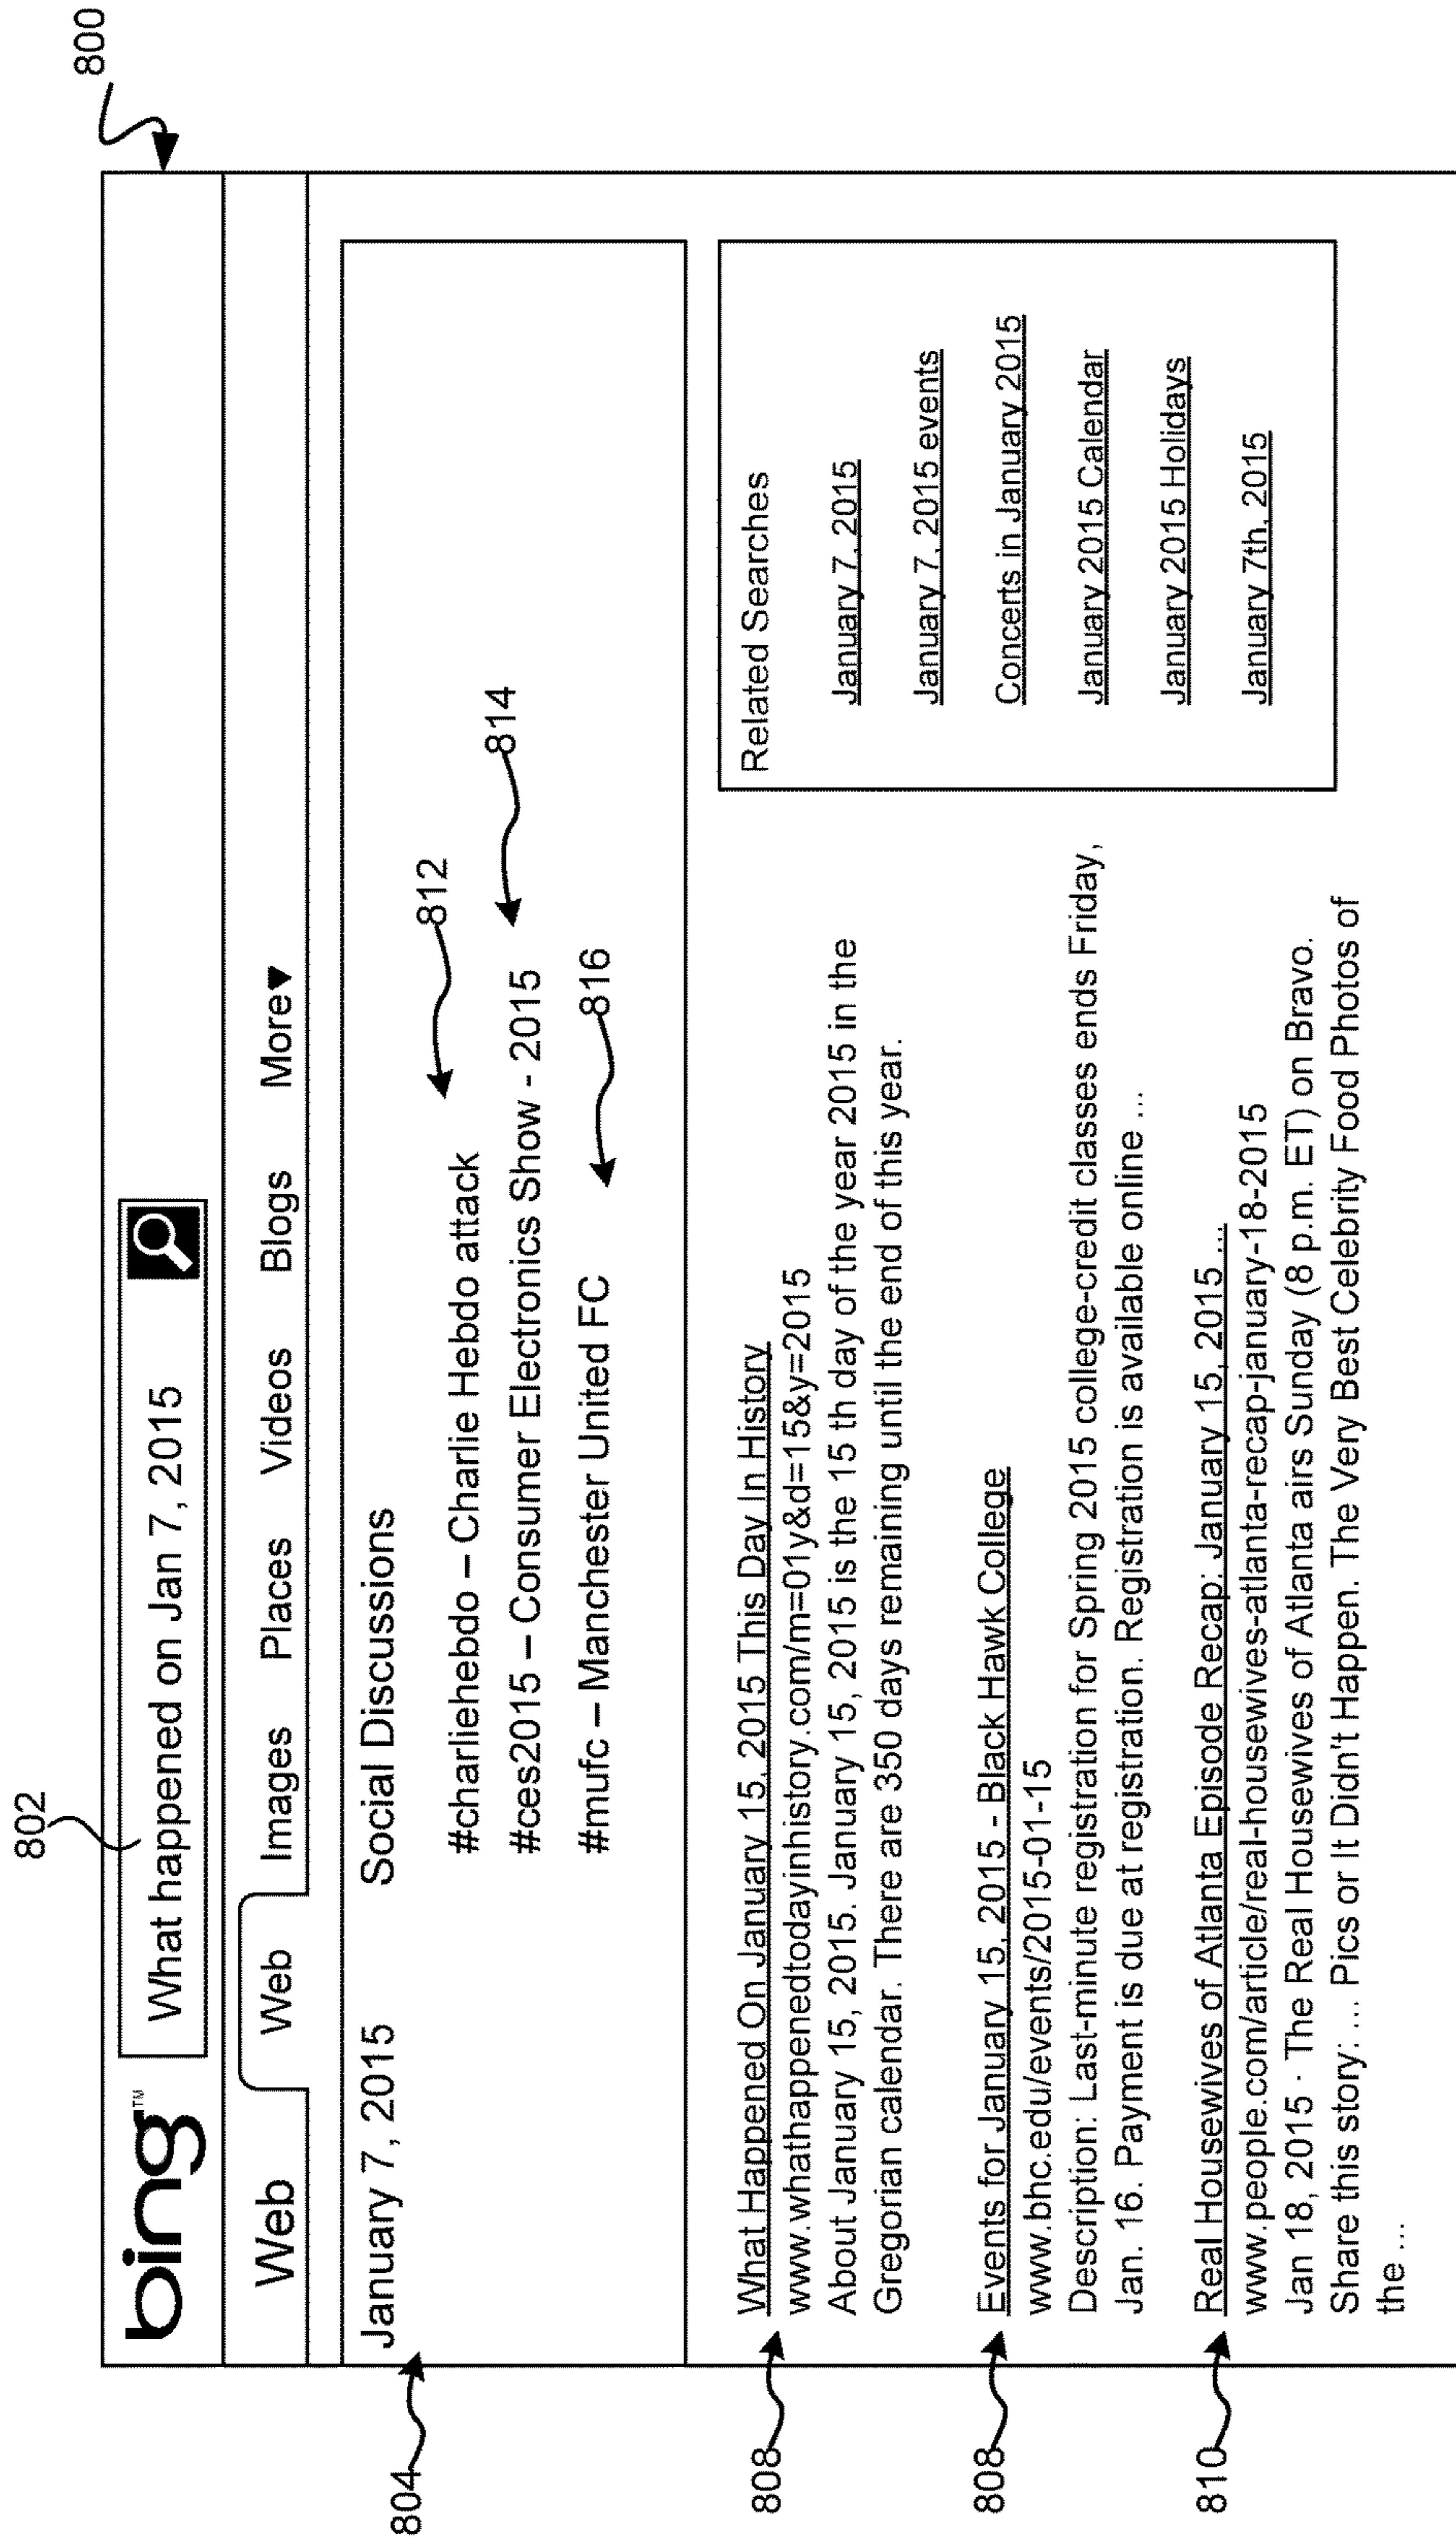 800
802
bing™
What happened on Jan 7, 2015
Web
Web
Images
Places
Videos
Blogs
More▼
804
January 7, 2015
Social Discussions
#charliehebdo – Charlie Hebdo attack
812
#ces2015 – Consumer Electronics Show - 2015
814
#mufc – Manchester United FC
816
808
What Happened On January 15, 2015 This Day In History
www.whathappenedtodayinhistory.com/m=01y&d=15&y=2015
About January 15, 2015. January 15, 2015 is the 15 th day of the year 2015 in the
Gregorian calendar. There are 350 days remaining until the end of this year.
808
Events for January 15, 2015 - Black Hawk College
www.bhc.edu/events/2015-01-15
Description: Last-minute registration for Spring 2015 college-credit classes ends Friday,
Jan. 16. Payment is due at registration. Registration is available online ...
810
Real Housewives of Atlanta Episode Recap: January 15, 2015 ...
www.people.com/article/real-housewives-atlanta-recap-january-18-2015
Jan 18, 2015 · The Real Housewives of Atlanta airs Sunday (8 p.m. ET) on Bravo.
Share this story: ... Pics or It Didn't Happen. The Very Best Celebrity Food Photos of
the ...
Related Searches
January 7, 2015
January 7, 2015 events
Concerts in January 2015
January 2015 Calendar
January 2015 Holidays
January 7th, 2015